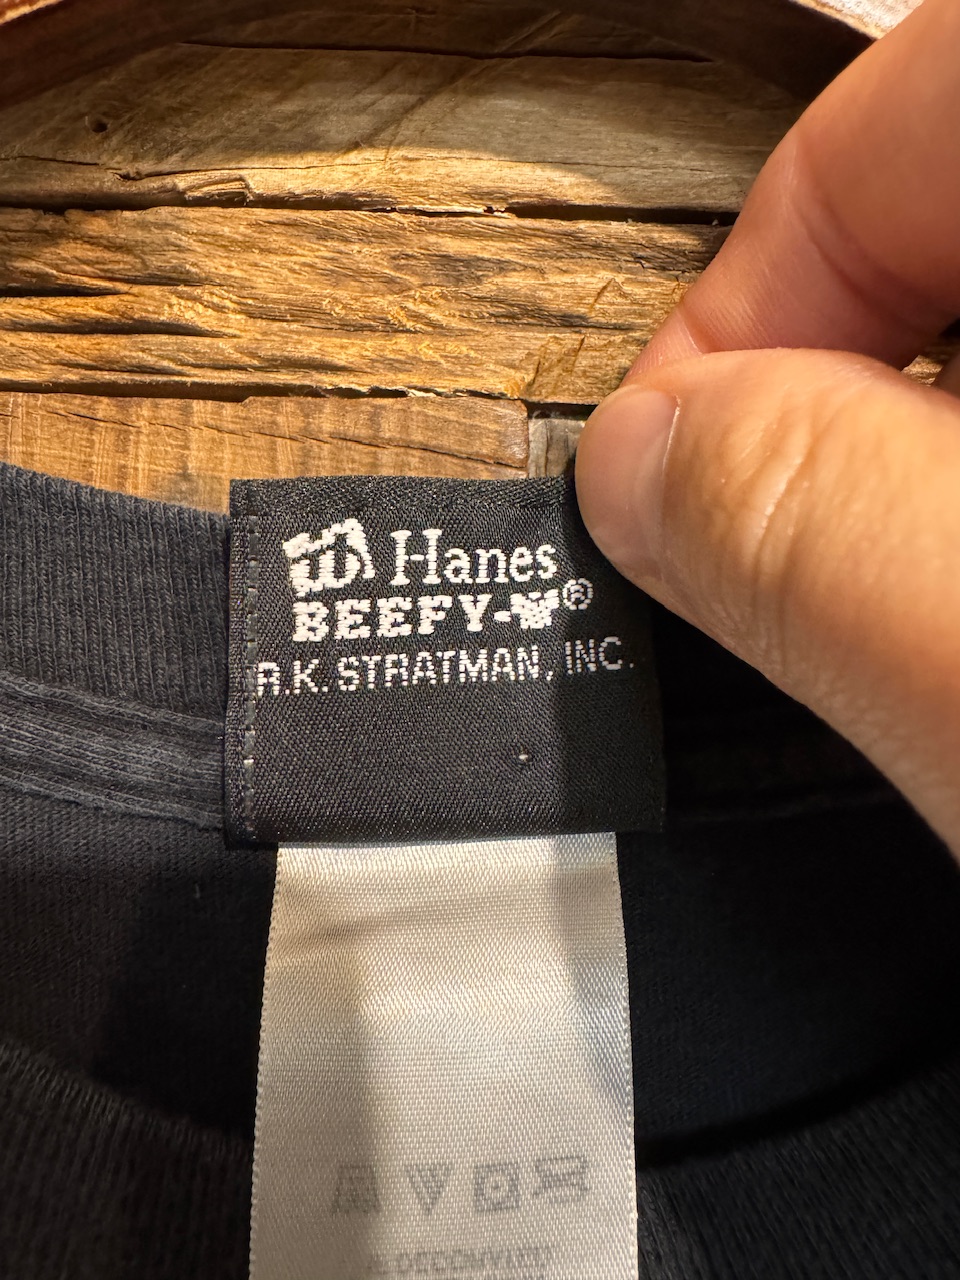 Hanes
BEEFY-T®
R.K. STRATMAN, INC.